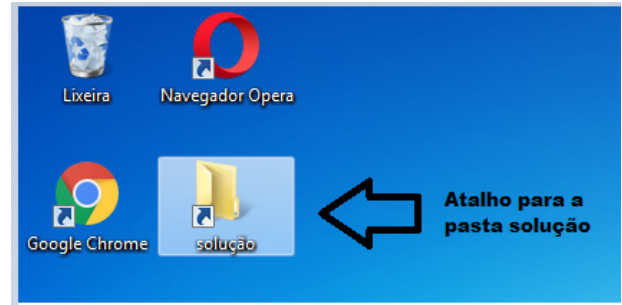 Lixeira
Navegador Opera
Google Chrome
solução
Atalho para a
pasta solução